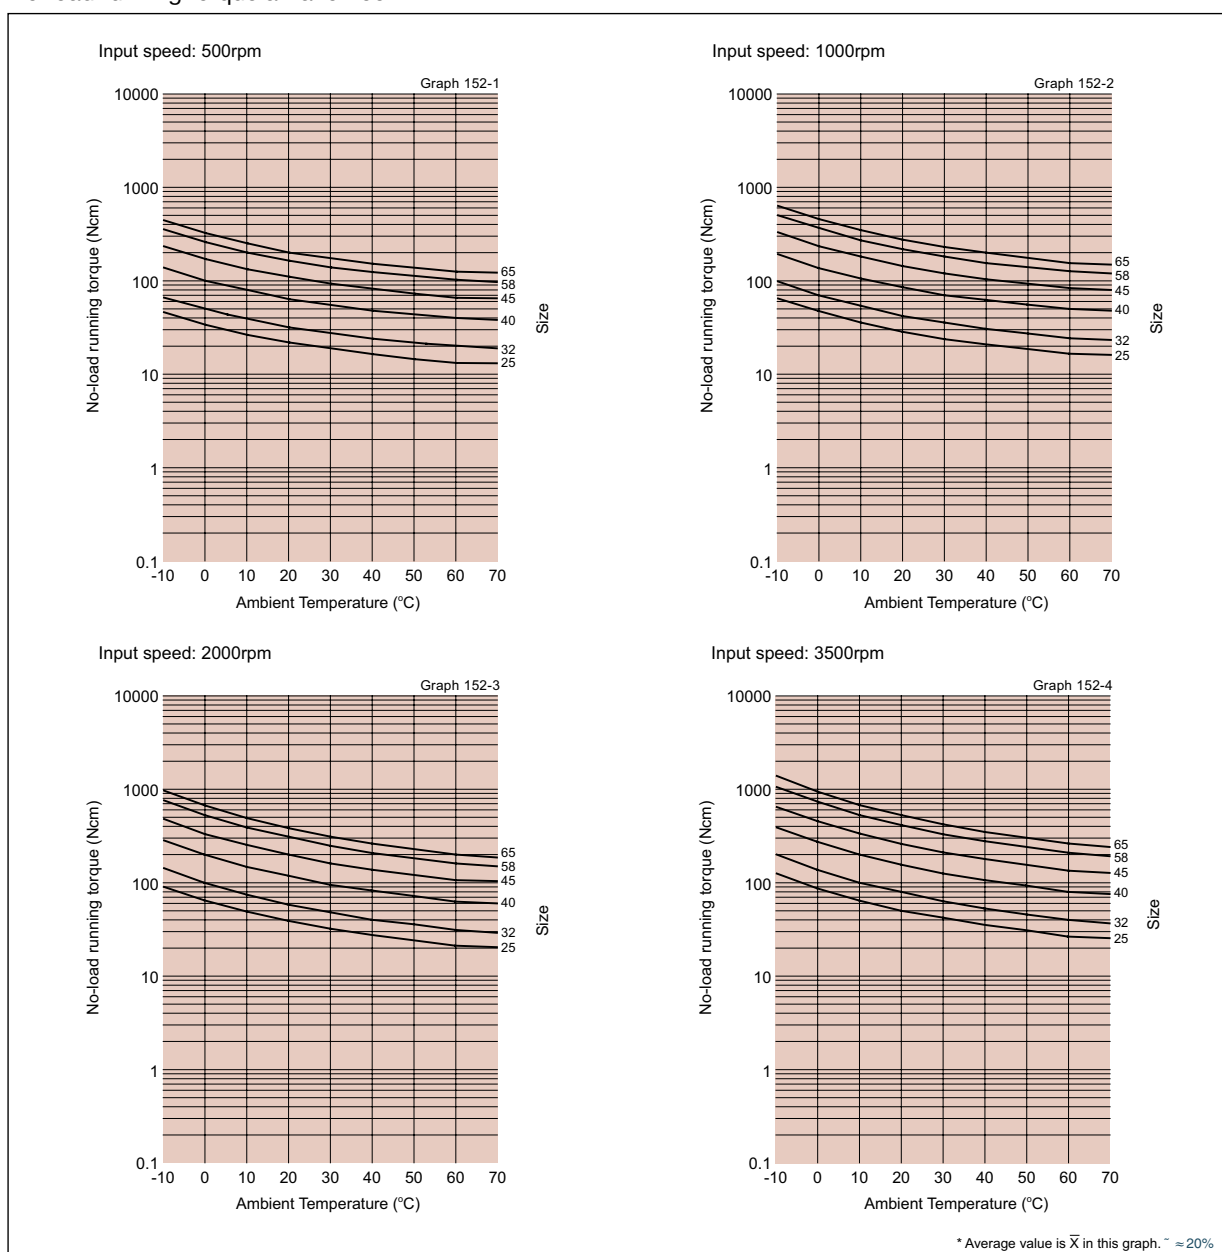 Input speed: 500rpm
Graph 152-1
10000
1000
100
10
1
0.1
-10 0 10 20 30 40 50 60 70
No-load running torque (Ncm)
Ambient Temperature (°C)
65
58
45
40
32
25
Size
Input speed: 1000rpm
Graph 152-2
10000
1000
100
10
1
0.1
-10 0 10 20 30 40 50 60 70
No-load running torque (Ncm)
Ambient Temperature (°C)
65
58
45
40
32
25
Size
Input speed: 2000rpm
Graph 152-3
10000
1000
100
10
1
0.1
-10 0 10 20 30 40 50 60 70
No-load running torque (Ncm)
Ambient Temperature (°C)
65
58
45
40
32
25
Size
Input speed: 3500rpm
Graph 152-4
10000
1000
100
10
1
0.1
-10 0 10 20 30 40 50 60 70
No-load running torque (Ncm)
Ambient Temperature (°C)
65
58
45
40
32
25
Size
* Average value is X̅ in this graph. ˜ ≈20%